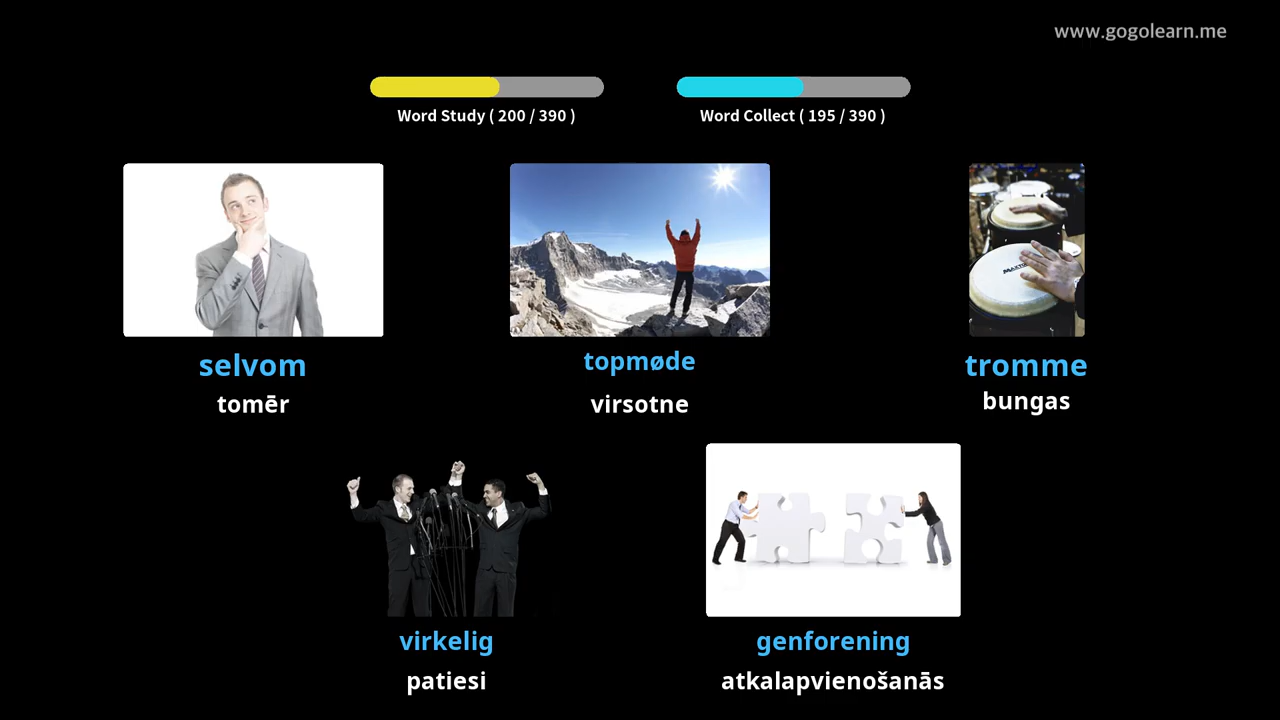 www.gogolearn.me
Word Study ( 200 / 390 )
Word Collect ( 195 / 390 )
selvom
tomēr
topmøde
virsotne
tromme
bungas
virkelig
patiesi
genforening
atkalapvienošanās